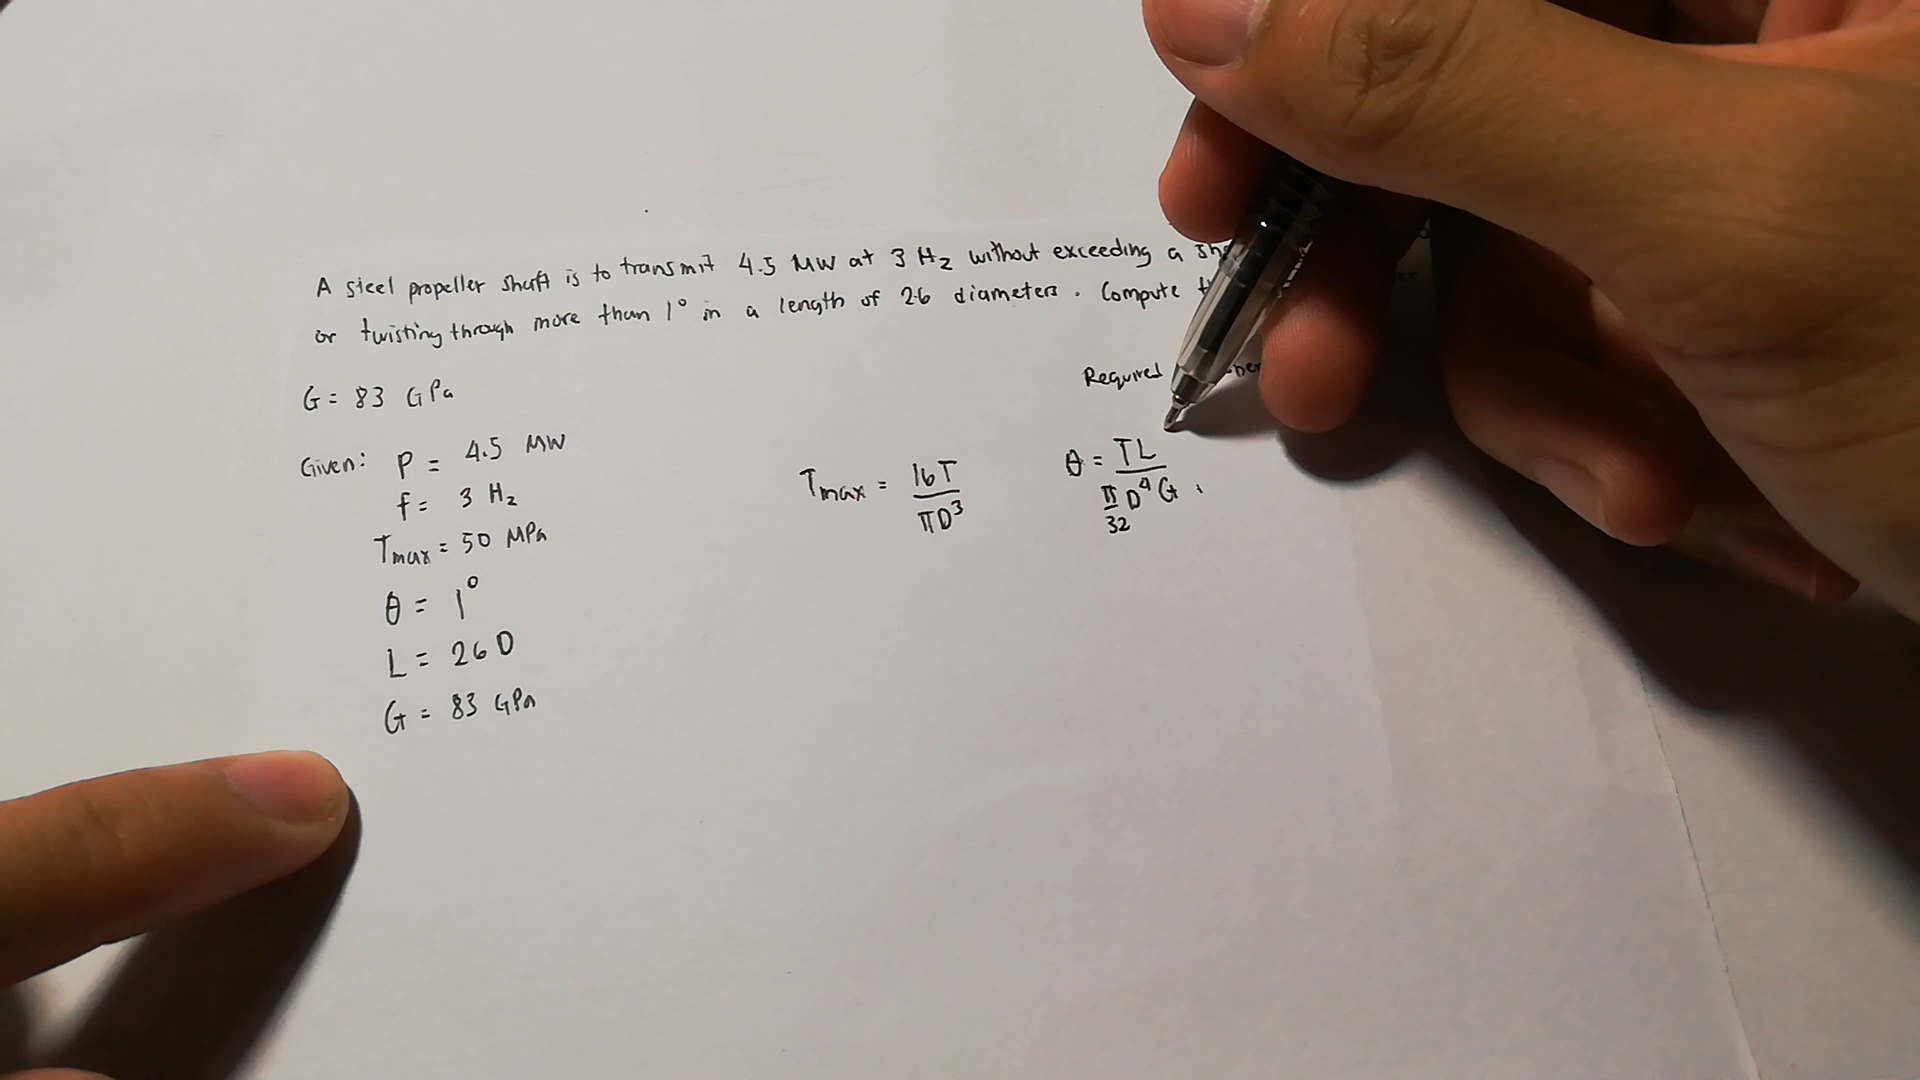 A steel propeller shaft is to transmit 4.5 MW at 3 Hz without exceeding a
or twisting through more than 1° in a length of 26 diameters. Compute
G = 83 GPa
Required
Given: P = 4.5 MW
f = 3 Hz
Tmax = 50 MPa
θ = 1°
L = 26 D
G = 83 GPa
Tmax = 16T / πD³
θ = TL / π/32 D⁴ G